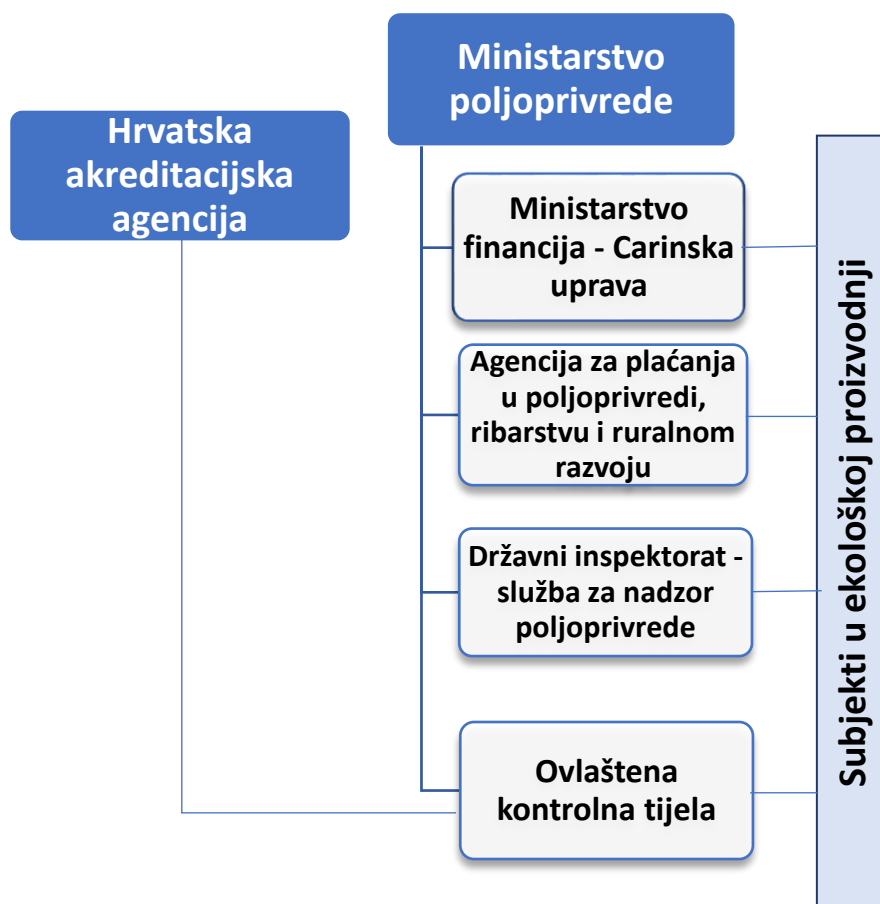 Ministarstvo
poljoprivrede
Hrvatska
akreditacijska
agencija
Ministarstvo
financija - Carinska
uprava
Agencija za plaćanja
u poljoprivredi,
ribarstvu i ruralnom
razvoju
Državni inspektorat -
služba za nadzor
poljoprivrede
Ovlaštena
kontrolna tijela
Subjekti u ekološkoj proizvodnji